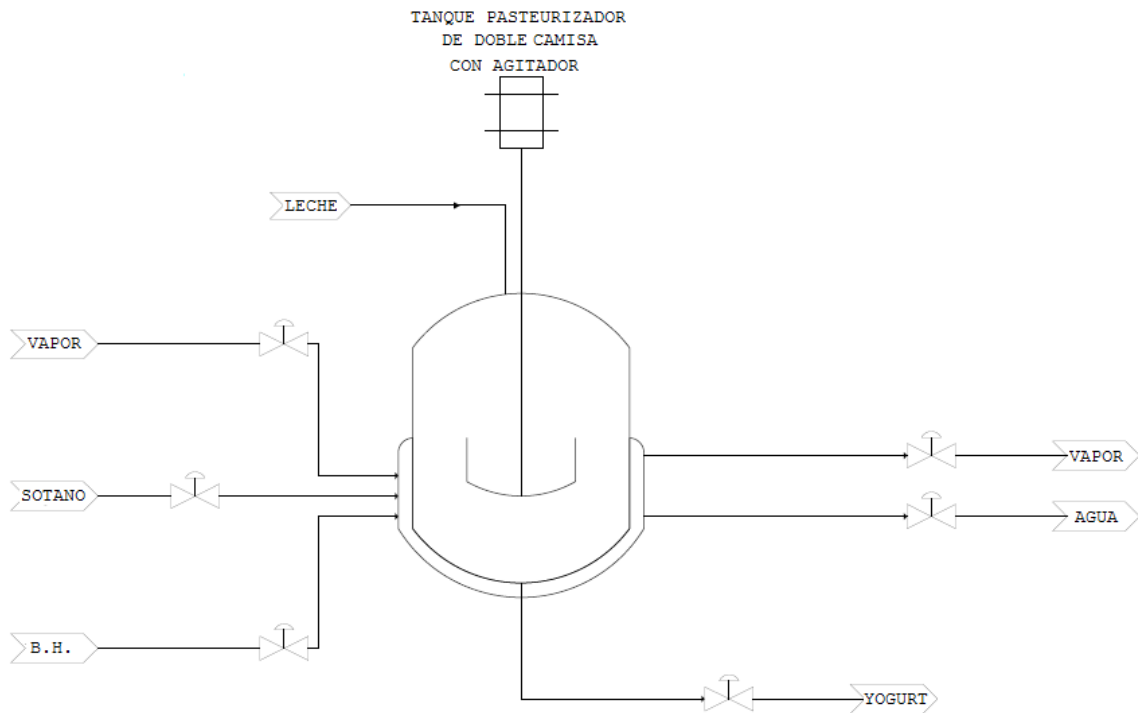 TANQUE PASTEURIZADOR
DE DOBLE CAMISA
CON AGITADOR
LECHE
VAPOR
SOTANO
B.H.
VAPOR
AGUA
YOGURT